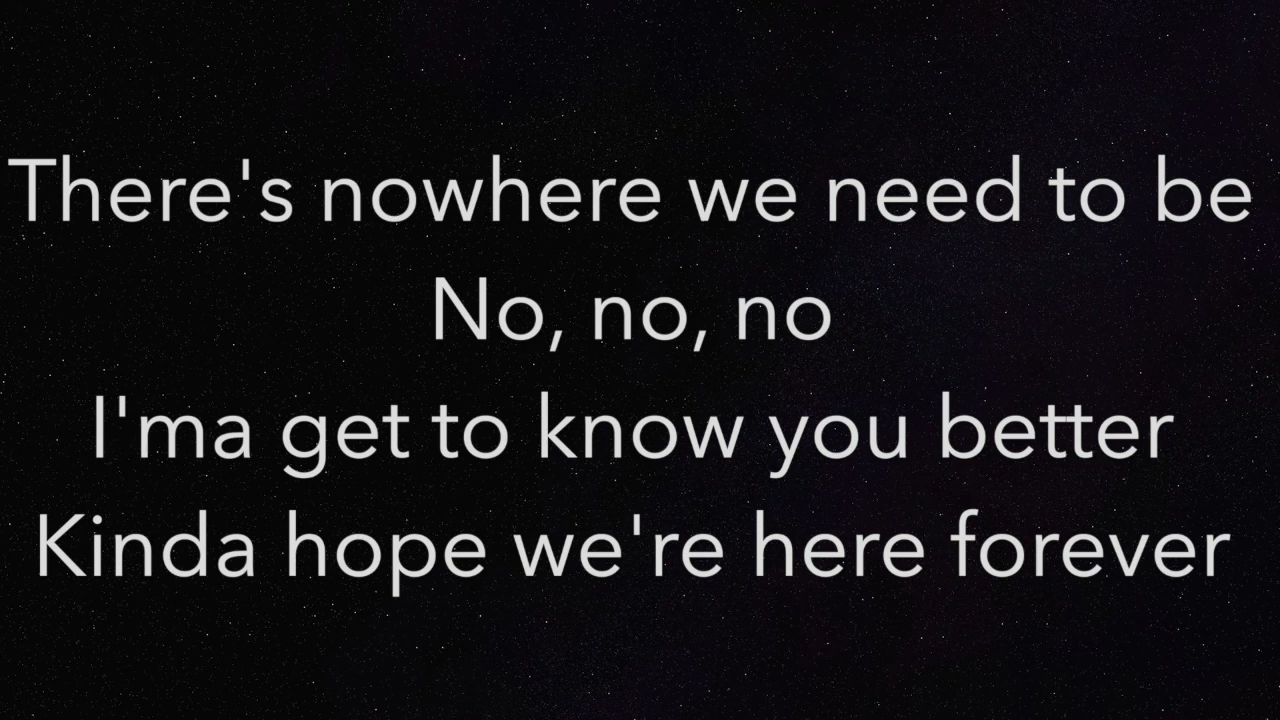 There's nowhere we need to be
No, no, no
I'ma get to know you better
Kinda hope we're here forever